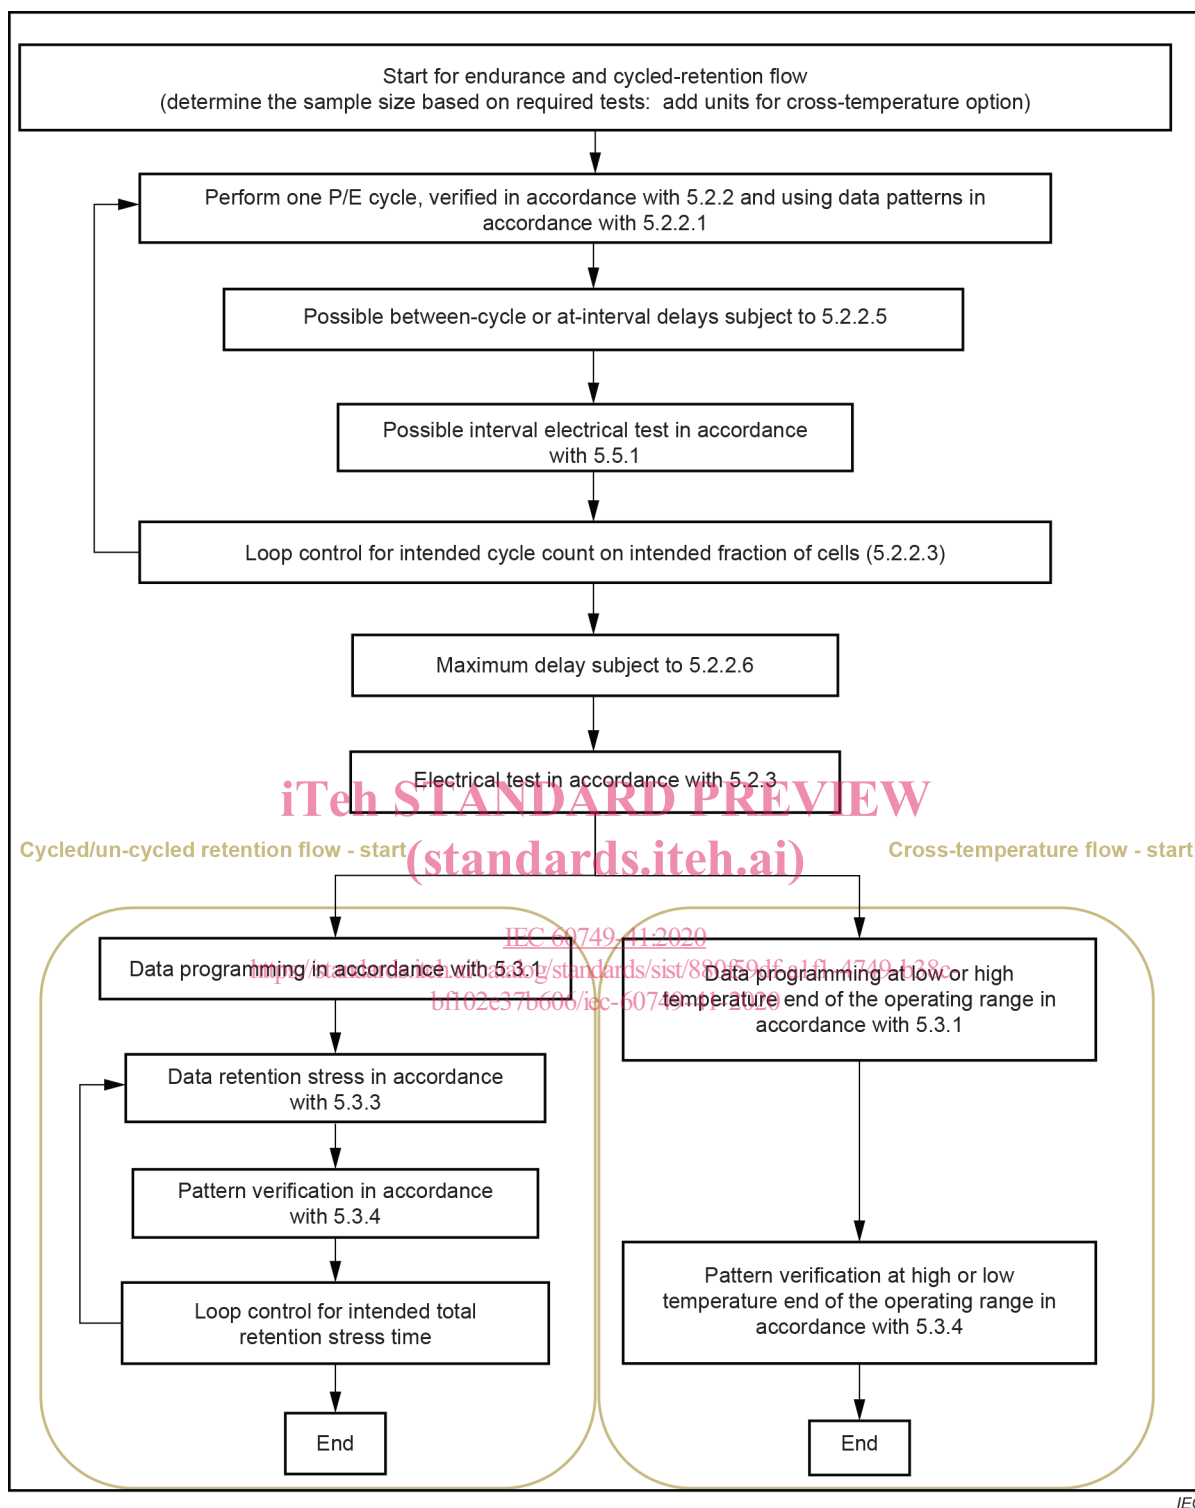 Start for endurance and cycled-retention flow
(determine the sample size based on required tests: add units for cross-temperature option)
Perform one P/E cycle, verified in accordance with 5.2.2 and using data patterns in
accordance with 5.2.2.1
Possible between-cycle or at-interval delays subject to 5.2.2.5
Possible interval electrical test in accordance
with 5.5.1
Loop control for intended cycle count on intended fraction of cells (5.2.2.3)
Maximum delay subject to 5.2.2.6
Electrical test in accordance with 5.2.3
iTeh STANDARD PREVIEW
(standards.iteh.ai)
Cycled/un-cycled retention flow - start
Cross-temperature flow - start
IEC 60749-41:2020
Data programming in accordance with 5.3.1
Data retention stress in accordance
with 5.3.3
Pattern verification in accordance
with 5.3.4
Loop control for intended total
retention stress time
End
Data programming at low or high
temperature end of the operating range in
accordance with 5.3.1
bf102e37b606/iec-60749-41-2020
Pattern verification at high or low
temperature end of the operating range in
accordance with 5.3.4
End
IEC